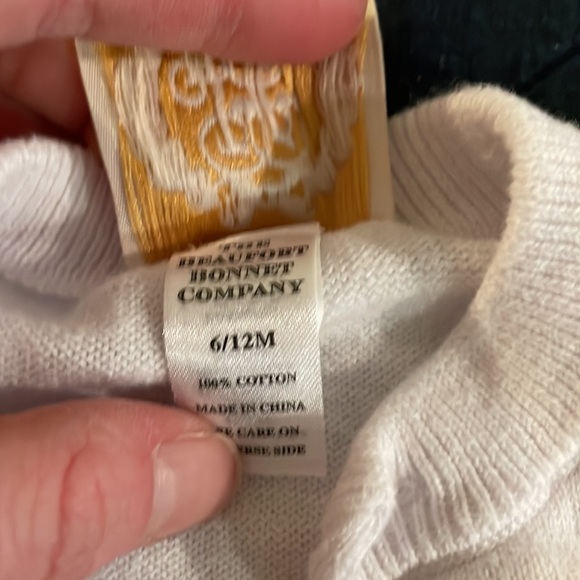 THE
BEAUFORT
BONNET
COMPANY
6/12M
100% COTTON
MADE IN CHINA
CARE ON
SIDE